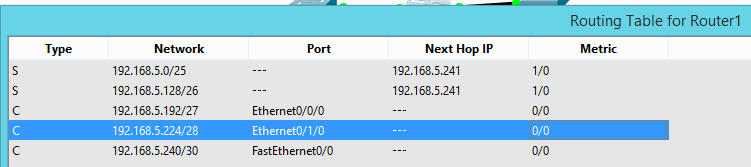 Routing Table for Router1
Type Network Port Next Hop IP Metric
S 192.168.5.0/25 --- 192.168.5.241 1/0
S 192.168.5.128/26 --- 192.168.5.241 1/0
C 192.168.5.192/27 Ethernet0/0/0 --- 0/0
C 192.168.5.224/28 Ethernet0/1/0 --- 0/0
C 192.168.5.240/30 FastEthernet0/0 --- 0/0